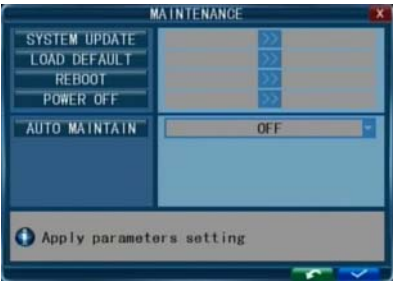 MAINTENANCE X
SYSTEM UPDATE >>
LOAD DEFAULT >>
REBOOT >>
POWER OFF >>
AUTO MAINTAIN OFF
Apply parameters setting